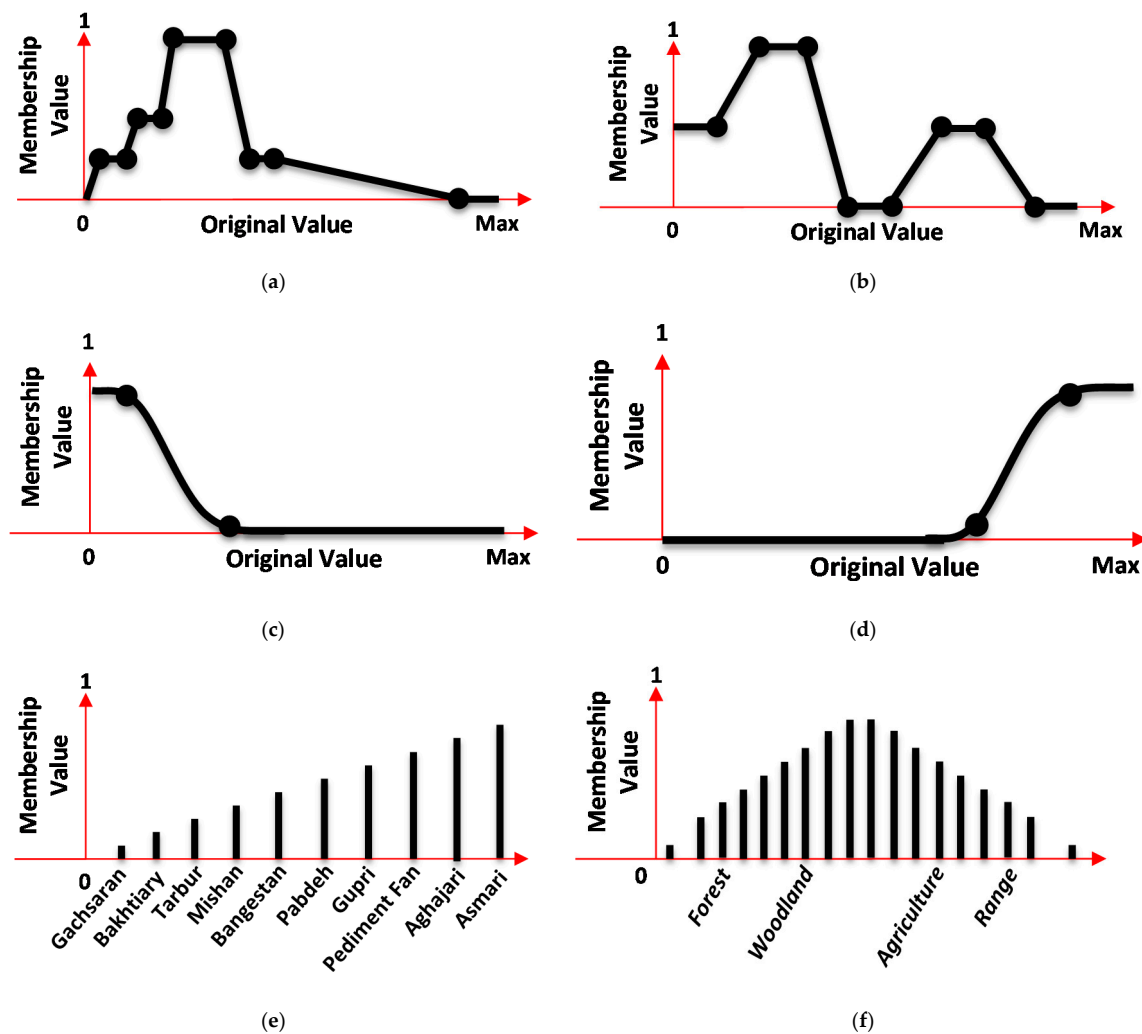 1
Membership
Value
0
Original Value
Max
(a)
1
Membership
Value
0
Original Value
Max
(b)
1
Membership
Value
0
Original Value
Max
(c)
1
Membership
Value
0
Original Value
Max
(d)
1
Membership
Value
0
Gachsaran
Bakhtiary
Tarbur
Mishan
Bangestan
Pabdeh
Gupri
Pediment Fan
Aghajari
Asmari
(e)
1
Membership
Value
0
Forest
Woodland
Agriculture
Range
(f)